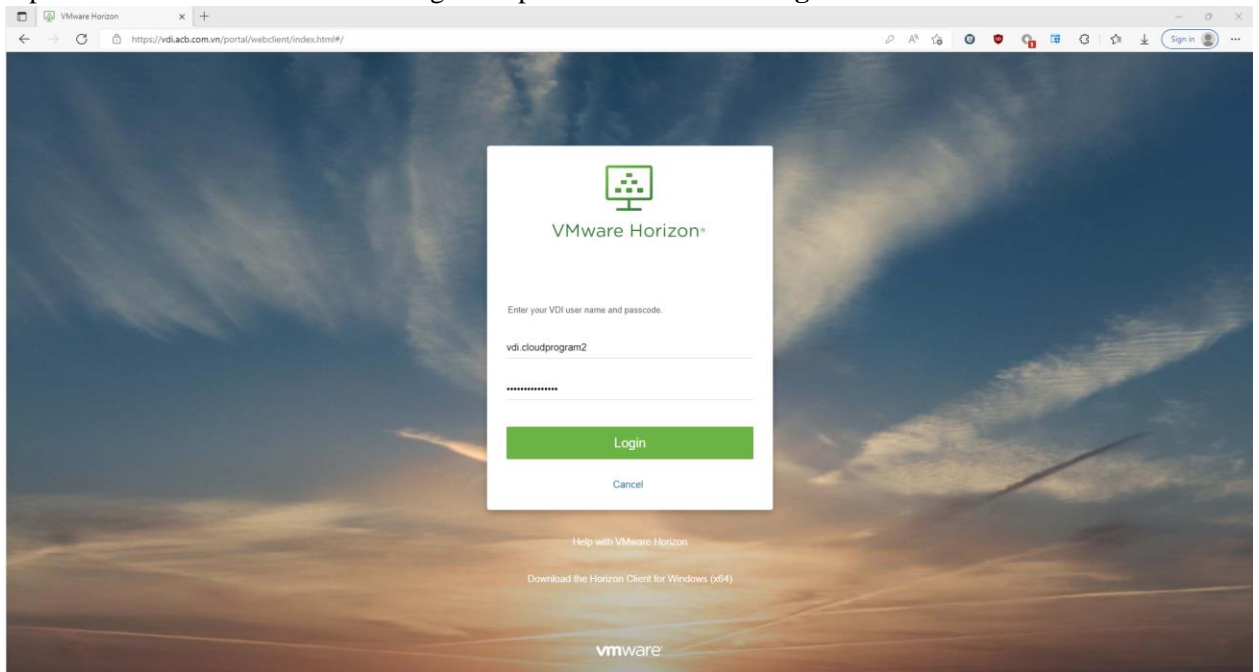 VMware Horizon
https://vdi.acb.com.vn/portal/webclient/index.html#/
Sign in
VMware Horizon®
Enter your VDI user name and passcode.
vdi.cloudprogram2
•••••••••••••••
Login
Cancel
Help with VMware Horizon
Download the Horizon Client for Windows (x64)
vmware